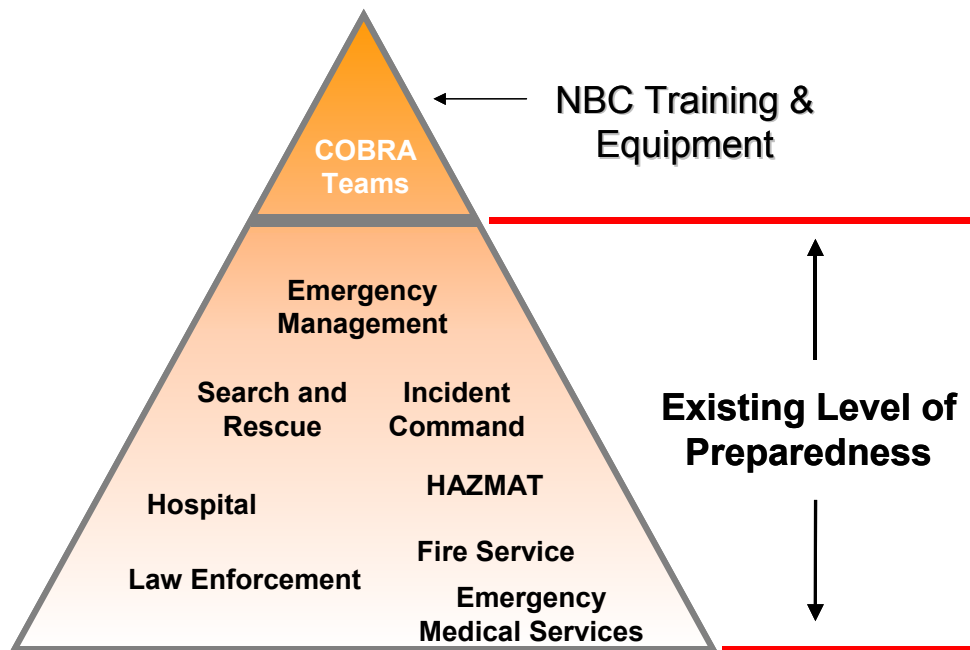 NBC Training &
Equipment
COBRA
Teams
Emergency
Management
Search and
Rescue
Incident
Command
Existing Level of
Preparedness
HAZMAT
Hospital
Fire Service
Law Enforcement
Emergency
Medical Services